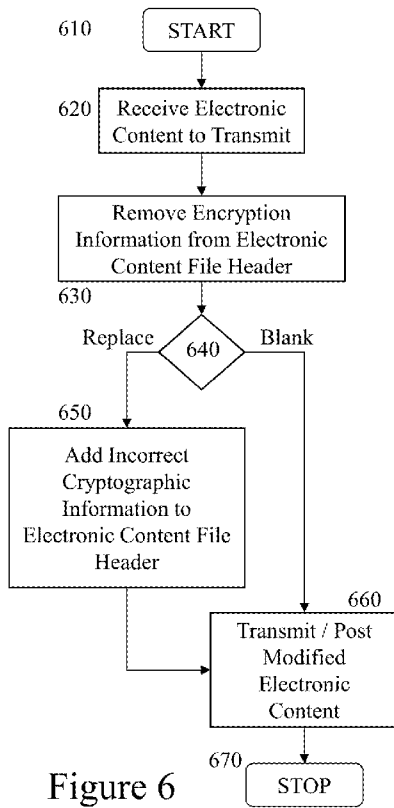 610
START
620
Receive Electronic
Content to Transmit
Remove Encryption
Information from Electronic
Content File Header
630
Replace
640
Blank
650
Add Incorrect
Cryptographic
Information to
Electronic Content File
Header
660
Transmit / Post
Modified
Electronic
Content
670
STOP
Figure 6